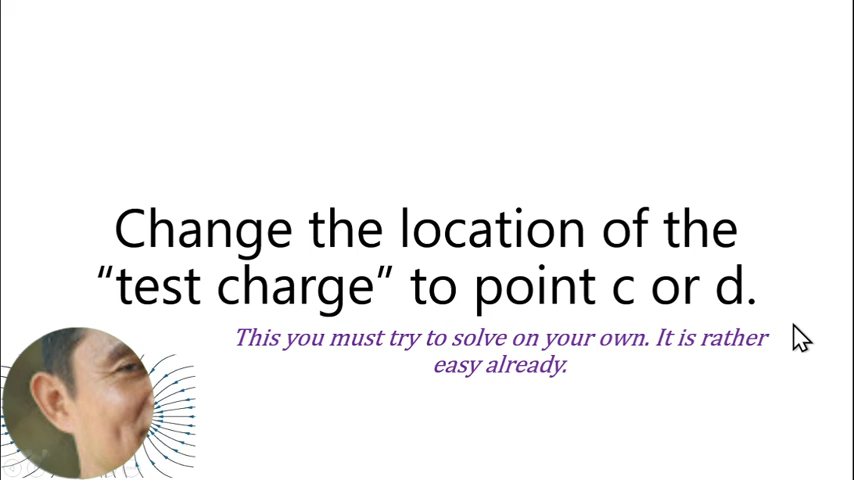 Change the location of the
“test charge” to point c or d.
This you must try to solve on your own. It is rather
easy already.